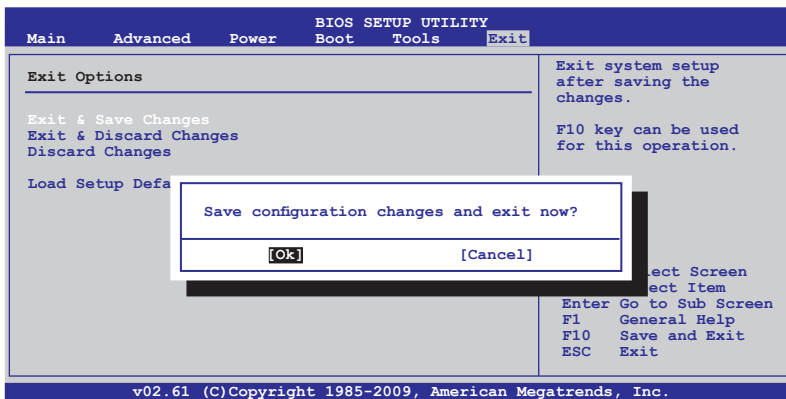 BIOS SETUP UTILITY
Main Advanced Power Boot Tools Exit
Exit Options
Exit & Save Changes
Exit & Discard Changes
Discard Changes
Load Setup Defa
Exit system setup
after saving the
changes.
F10 key can be used
for this operation.
Save configuration changes and exit now?
[Ok] [Cancel]
ect Screen
ect Item
Enter Go to Sub Screen
F1 General Help
F10 Save and Exit
ESC Exit
v02.61 (C)Copyright 1985-2009, American Megatrends, Inc.